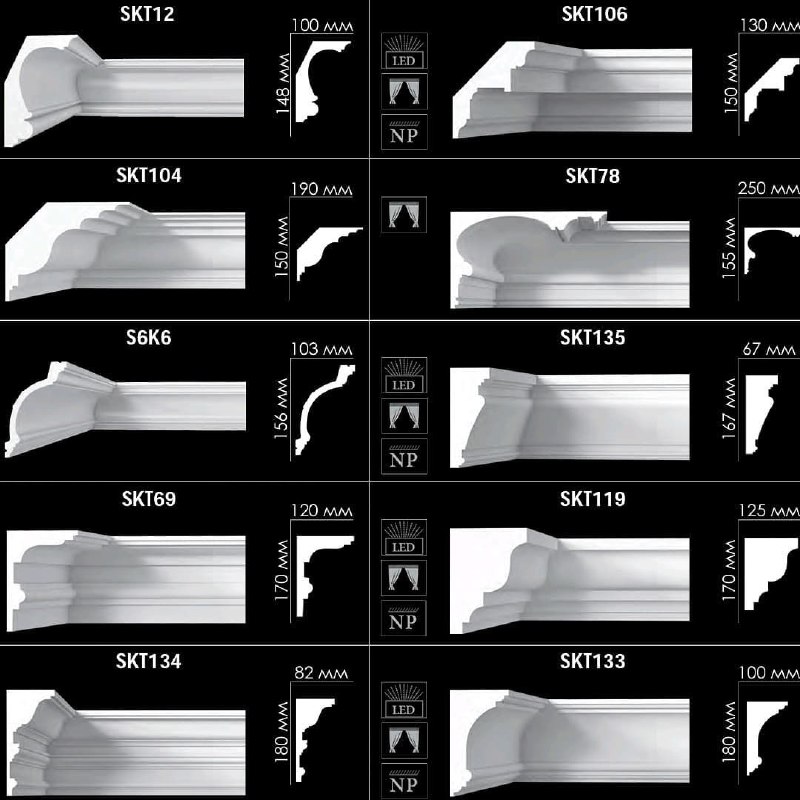 SKT12
100 мм
148 мм
SKT106
LED
NP
130 мм
150 мм
SKT104
190 мм
150 мм
SKT78
250 мм
155 мм
S6K6
103 мм
156 мм
SKT135
LED
NP
67 мм
167 мм
SKT69
120 мм
170 мм
SKT119
LED
NP
125 мм
170 мм
SKT134
82 мм
180 мм
SKT133
LED
NP
100 мм
180 мм